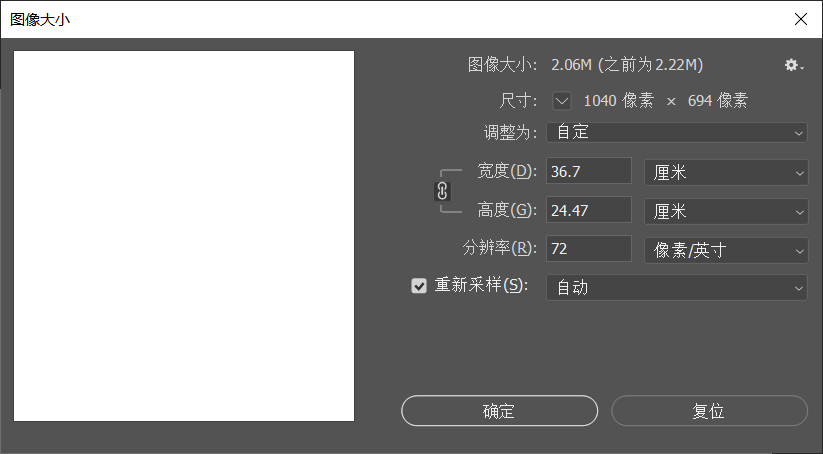 图像大小
图像大小: 2.06M (之前为2.22M)
尺寸: 1040 像素 × 694 像素
调整为: 自定
宽度(D): 36.7 厘米
高度(G): 24.47 厘米
分辨率(R): 72 像素/英寸
重新采样(S): 自动
确定 复位